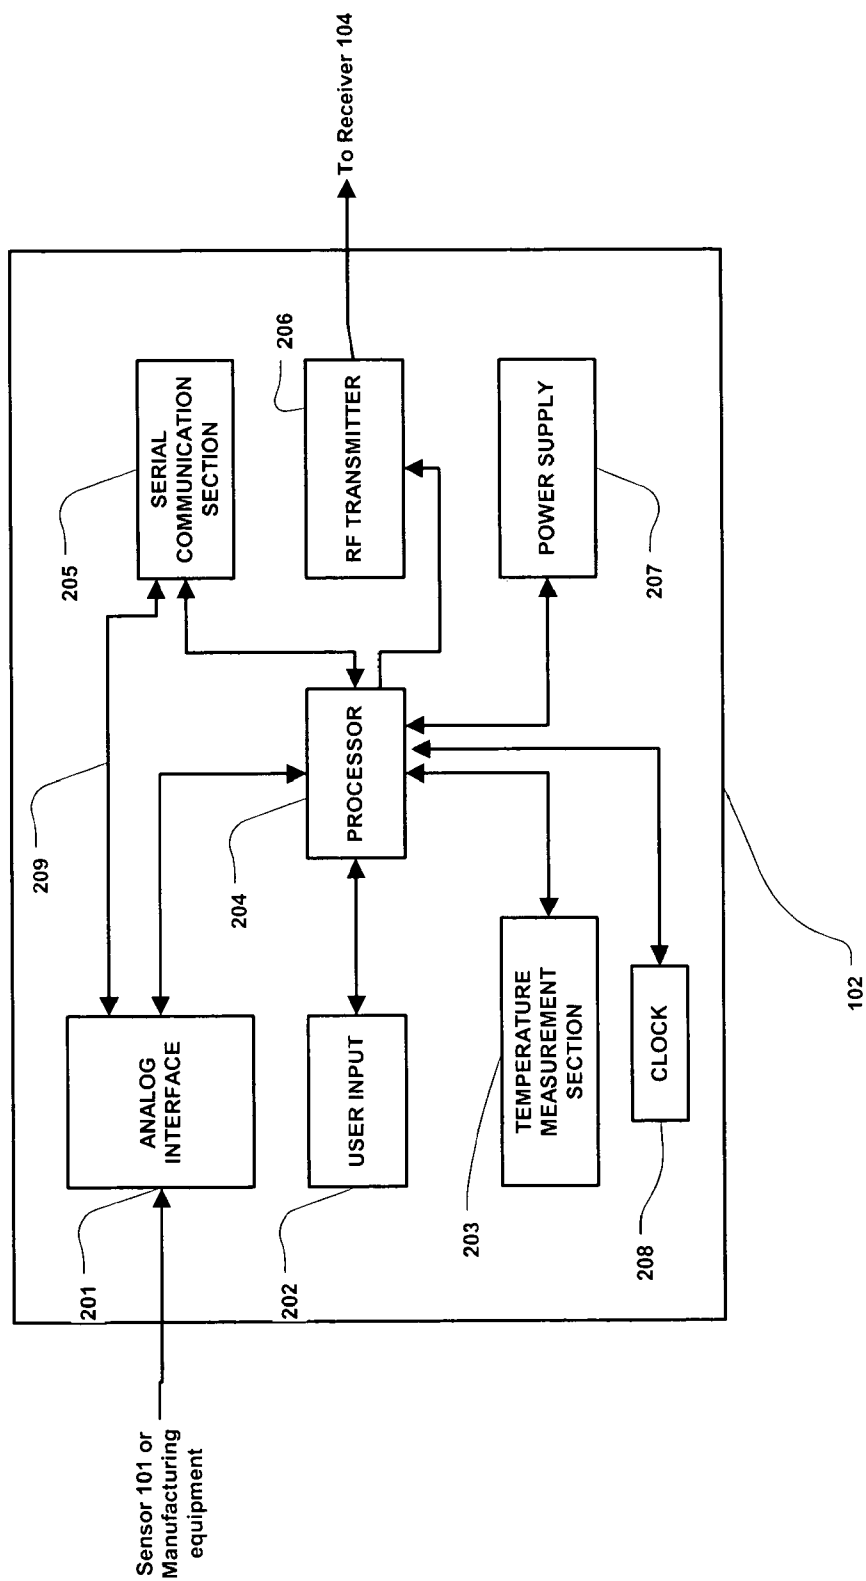 Sensor 101 or
Manufacturing
equipment
201
ANALOG
INTERFACE
209
205
SERIAL
COMMUNICATION
SECTION
202
USER INPUT
204
PROCESSOR
206
RF TRANSMITTER
To Receiver 104
203
TEMPERATURE
MEASUREMENT
SECTION
207
POWER SUPPLY
208
CLOCK
102